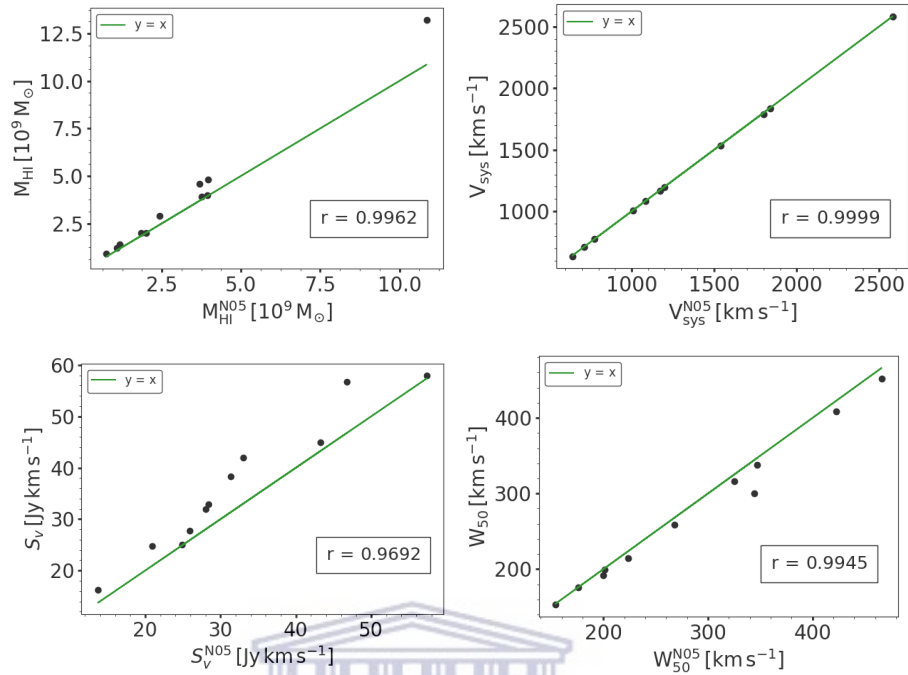 y = x
12.5
10.0
7.5
5.0
2.5
M_HI [10^9 M_⊙]
r = 0.9962
2.5 5.0 7.5 10.0
M_HI^N05 [10^9 M_⊙]
y = x
2500
2000
1500
1000
V_sys [km s^−1]
r = 0.9999
1000 1500 2000 2500
V_sys^N05 [km s^−1]
y = x
60
50
40
30
20
S_v [Jy km s^−1]
r = 0.9692
20 30 40 50
S_v^N05 [Jy km s^−1]
y = x
400
300
200
W_50 [km s^−1]
r = 0.9945
200 300 400
W_50^N05 [km s^−1]